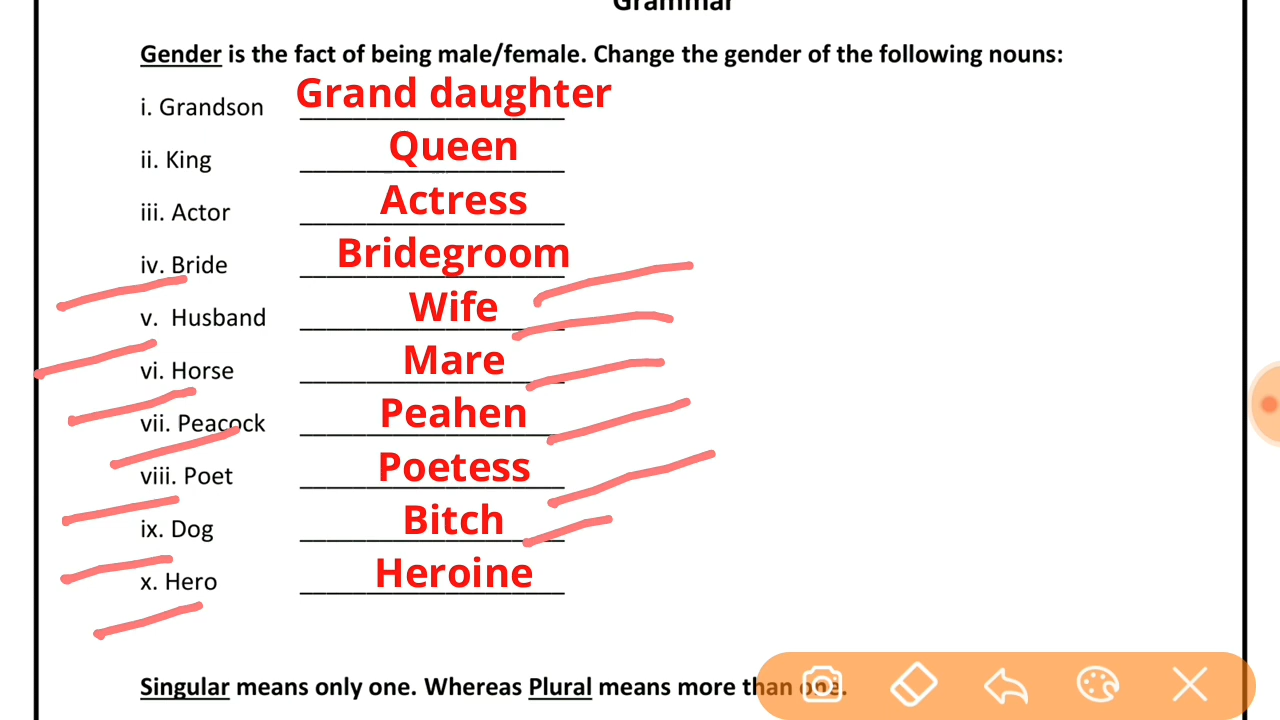 Grammar
Gender is the fact of being male/female. Change the gender of the following nouns:
i. Grandson Grand daughter
ii. King Queen
iii. Actor Actress
iv. Bride Bridegroom
v. Husband Wife
vi. Horse Mare
vii. Peacock Peahen
viii. Poet Poetess
ix. Dog Bitch
x. Hero Heroine
Singular means only one. Whereas Plural means more than one.